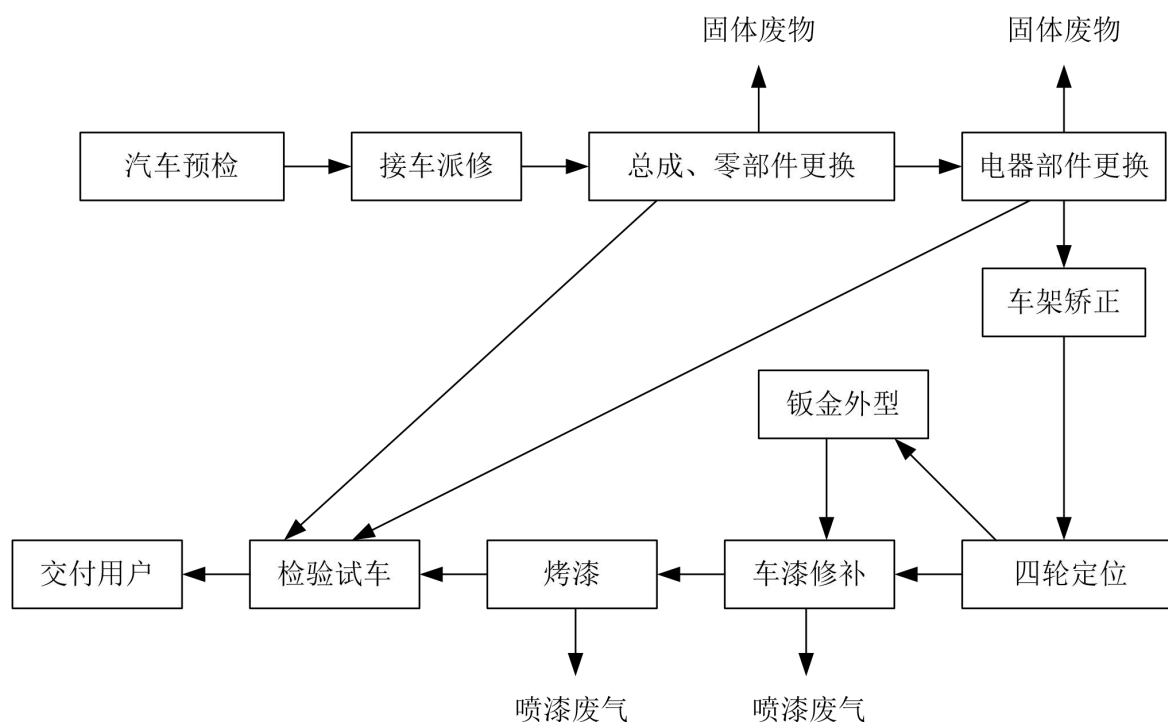 固体废物
固体废物
汽车预检
接车派修
总成、零部件更换
电器部件更换
车架矫正
钣金外型
交付用户
检验试车
烤漆
车漆修补
四轮定位
喷漆废气
喷漆废气